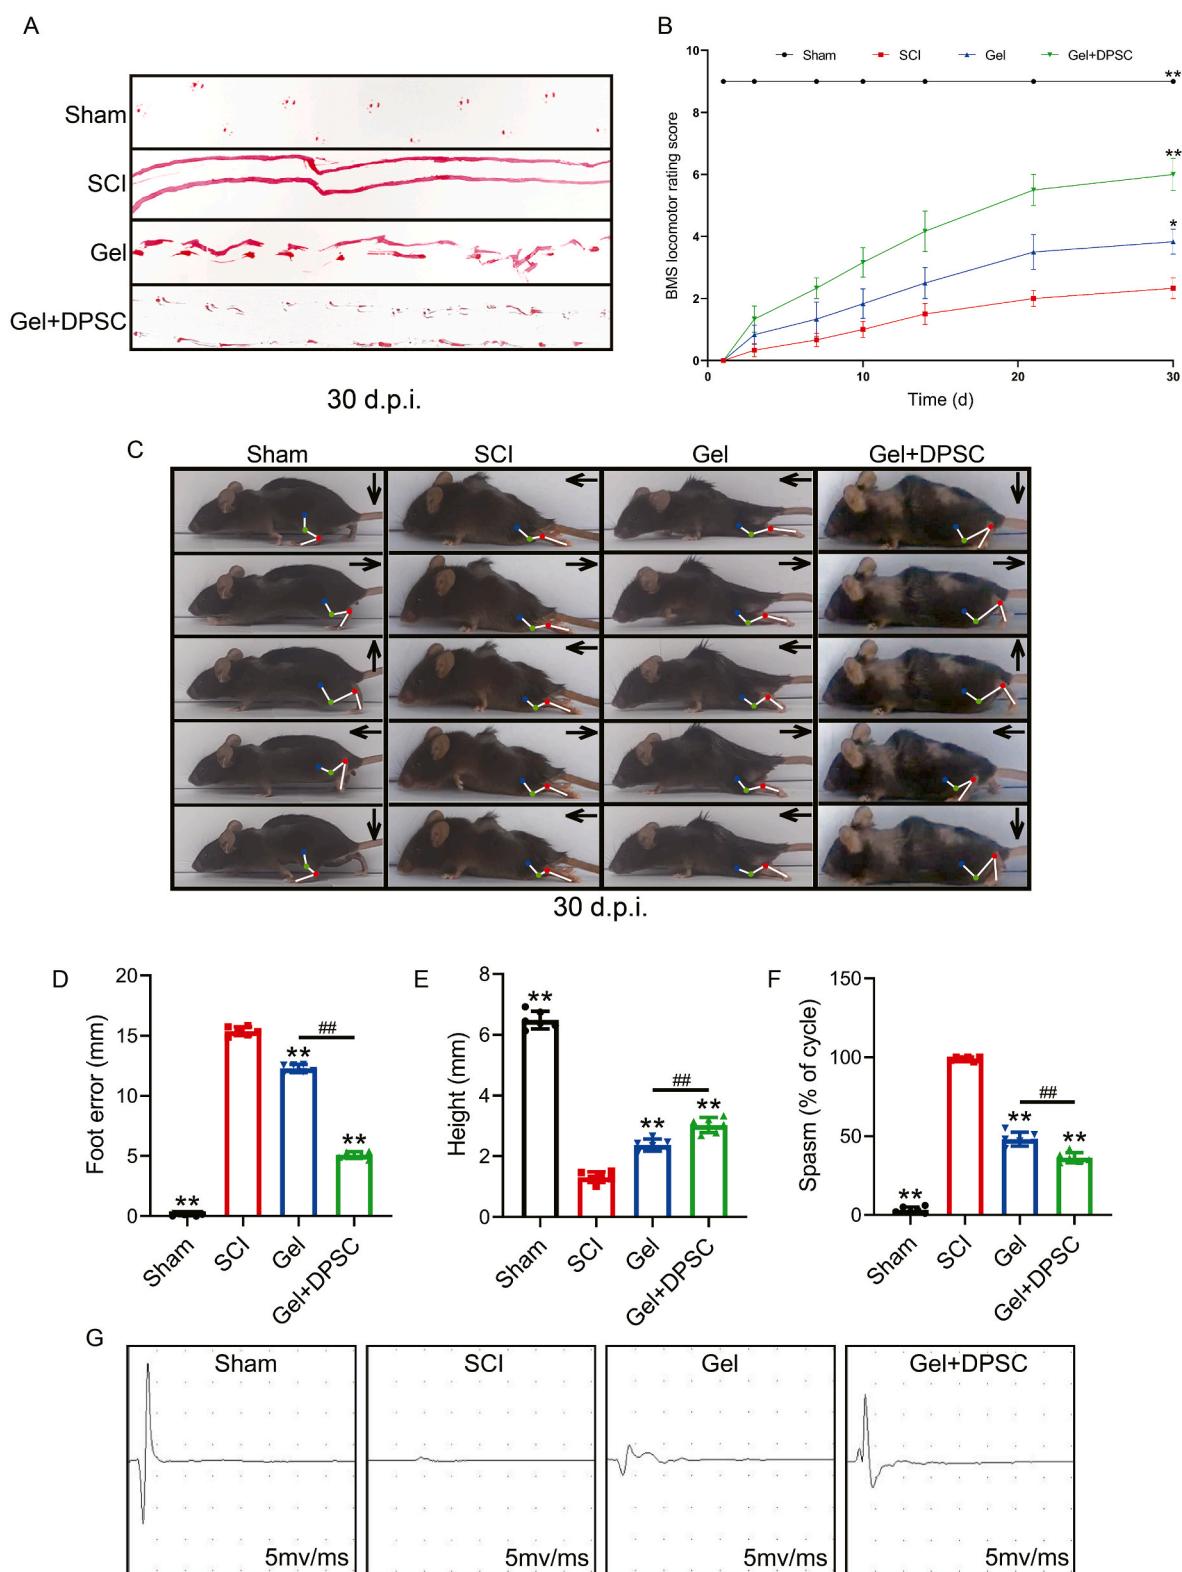 A
Sham
SCI
Gel
Gel+DPSC
30 d.p.i.
B
Sham SCI Gel Gel+DPSC
BMS locomotor rating score
10
8
6
4
2
0
**
**
*
0 10 20 30
Time (d)
C
Sham SCI Gel Gel+DPSC
30 d.p.i.
D
Foot error (mm)
20
15
10
5
0
**
**
##
**
Sham SCI Gel Gel+DPSC
E
Height (mm)
8
6
4
2
0
**
**
##
**
Sham SCI Gel Gel+DPSC
F
Spasm (% of cycle)
150
100
50
0
**
**
##
**
Sham SCI Gel Gel+DPSC
G
Sham SCI Gel Gel+DPSC
5mv/ms 5mv/ms 5mv/ms 5mv/ms